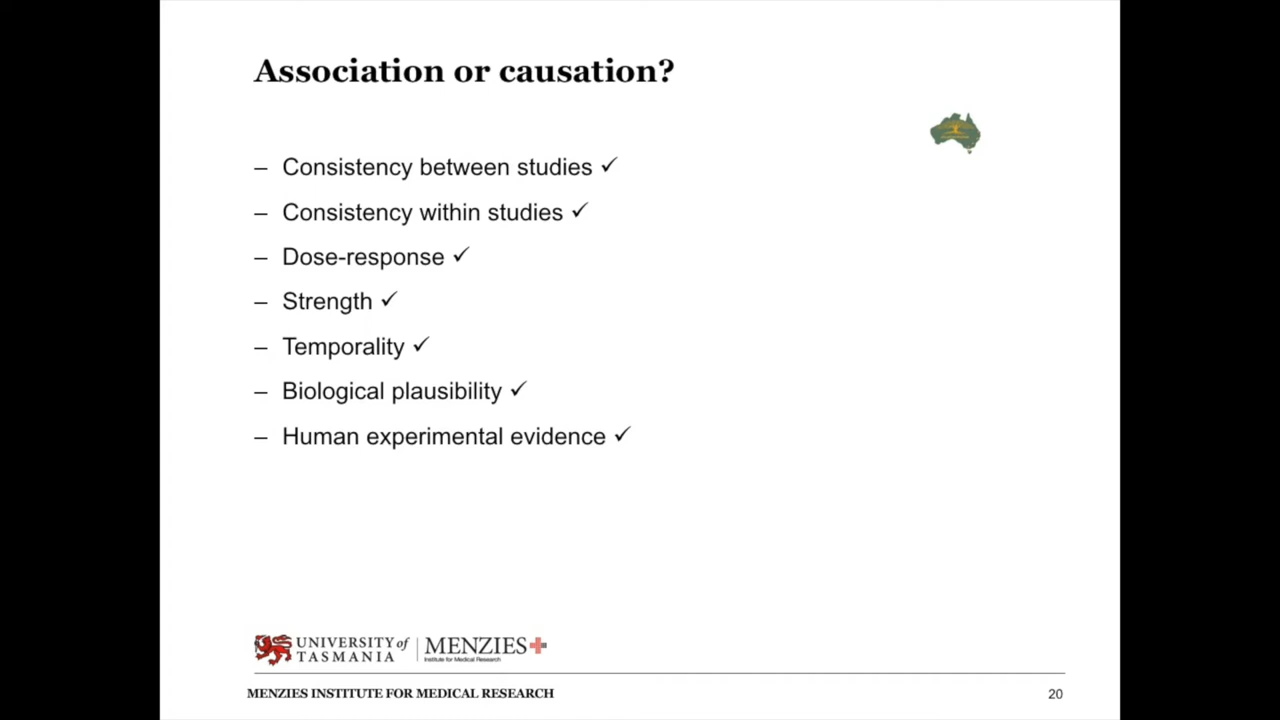 Association or causation?
– Consistency between studies ✓
– Consistency within studies ✓
– Dose-response ✓
– Strength ✓
– Temporality ✓
– Biological plausibility ✓
– Human experimental evidence ✓
UNIVERSITY of
TASMANIA
MENZIES
Institute for Medical Research
MENZIES INSTITUTE FOR MEDICAL RESEARCH
20